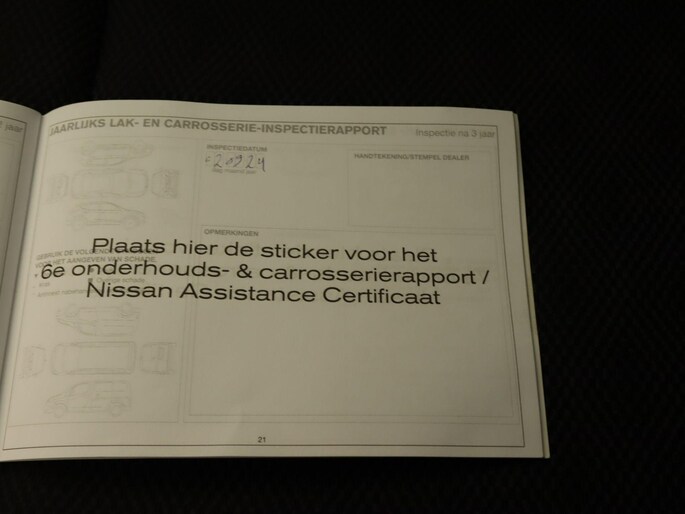 jaar
JAARLIJKS LAK- EN CARROSSERIE-INSPECTIERAPPORT
Inspectie na 3 jaar
INSPECTIEDATUM
HANDTEKENING/STEMPEL DEALER
OPMERKINGEN
Plaats hier de sticker voor het
6e onderhouds- & carrosserierapport /
Nissan Assistance Certificaat
21